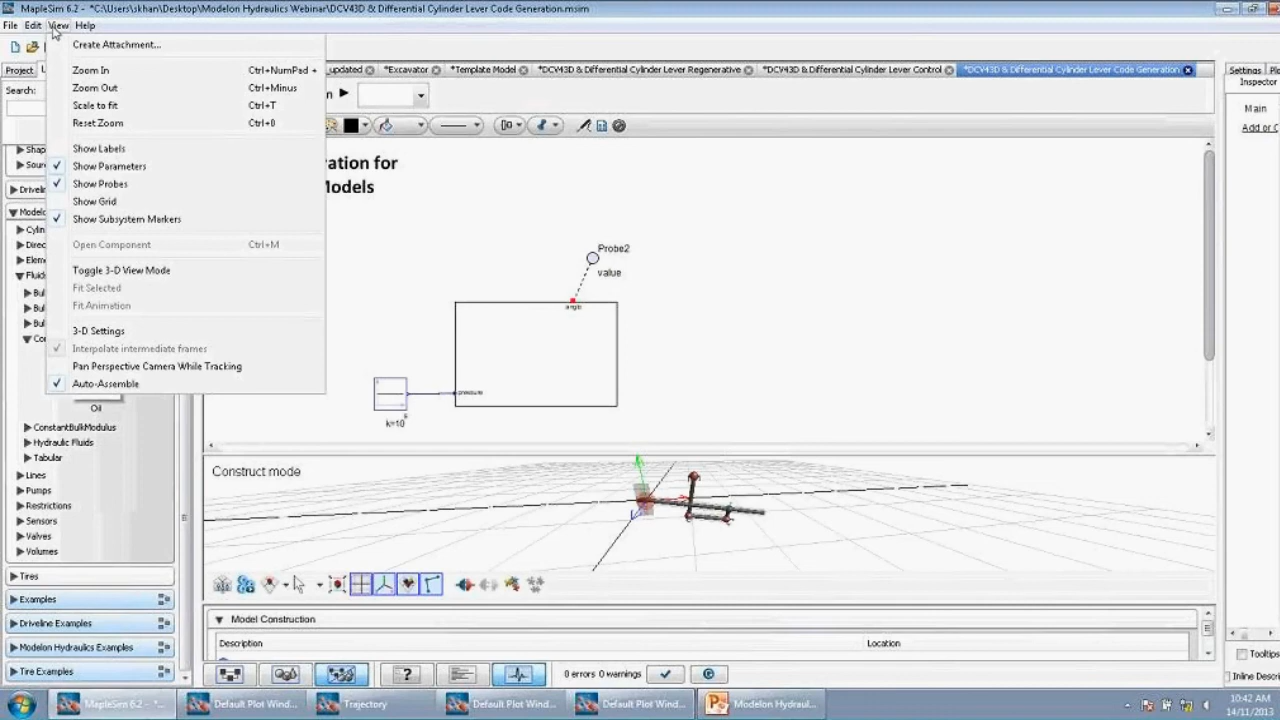 MapleSim 6.2 - *C:\Users\skhan\Desktop\Modelon Hydraulics Webinar\DCV43D & Differential Cylinder Lever Code Generation.msim
File Edit View Help
Create Attachment...
Zoom In Ctrl+NumPad +
Zoom Out Ctrl+Minus
Scale to fit Ctrl+T
Reset Zoom Ctrl+0
Show Labels
Show Parameters
Show Probes
Show Grid
Show Subsystem Markers
Open Component Ctrl+M
Toggle 3-D View Mode
Fit Selected
Fit Animation
3-D Settings
Interpolate intermediate frames
Pan Perspective Camera While Tracking
Auto-Assemble
Project
Search:
updated *Excavator *Template Model *DCV43D & Differential Cylinder Lever Regenerative *DCV43D & Differential Cylinder Lever Control *DCV43D & Differential Cylinder Lever Code Generation
Settings
Inspector
Main
Add or C
ation for
Models
Probe2
value
angle
pressure
k=10
Oil
ConstantBulkModulus
Hydraulic Fluids
Tabular
Lines
Pumps
Restrictions
Sensors
Valves
Volumes
Tires
Examples
Driveline Examples
Modelon Hydraulics Examples
Tire Examples
Construct mode
Model Construction
Description Location
0 errors 0 warnings
Tooltips
Inline Descri
MapleSim 6.2 - *...
Default Plot Wind...
Trajectory
Default Plot Wind...
Default Plot Wind...
Modelon Hydraul...
10:42 AM
14/11/2013